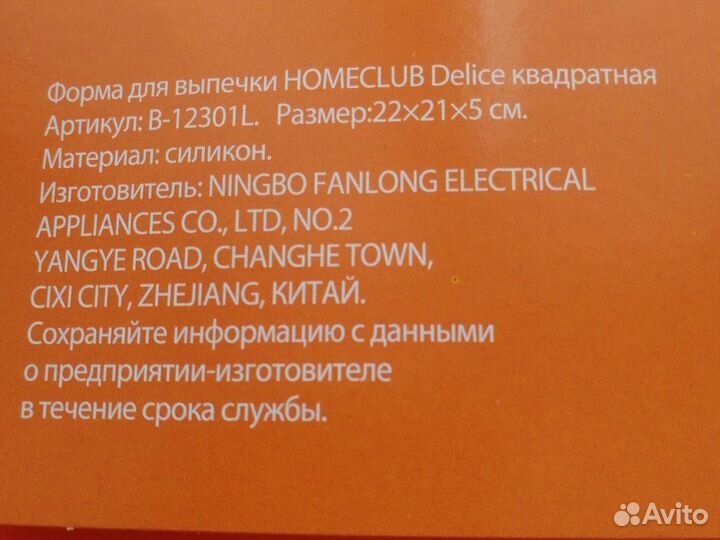 Форма для выпечки HOMECLUB Delice квадратная
Артикул: B-12301L. Размер:22×21×5 см.
Материал: силикон.
Изготовитель: NINGBO FANLONG ELECTRICAL
APPLIANCES CO., LTD, NO.2
YANGYE ROAD, CHANGHE TOWN,
CIXI CITY, ZHEJIANG, КИТАЙ.
Сохраняйте информацию с данными
о предприятии-изготовителе
в течение срока службы.
Avito